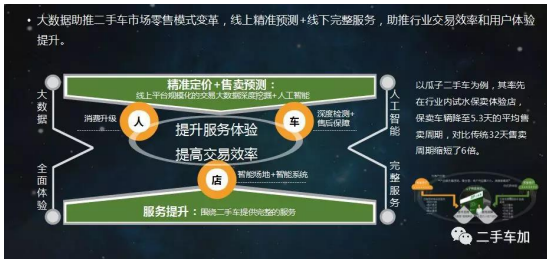 • 大数据助推二手车市场零售模式变革，线上精准预测+线下完整服务，助推行业交易效率和用户体验
提升。
精准定价+售卖预测：
线上平台规模化的交易大数据深度挖掘+人工智能
大数据
人工智能
消费升级
人
车
深度检测+
售后保障
提升服务体验
提高交易效率
店
智能场地+智能系统
全面体验
完整服务
服务提升：围绕二手车提供完整的服务
以瓜子二手车为例，其率先
在行业内试水保卖体验店，
保卖车辆降至5.3天的平均售
卖周期，对比传统32天售卖
周期缩短了6倍。
二手车加